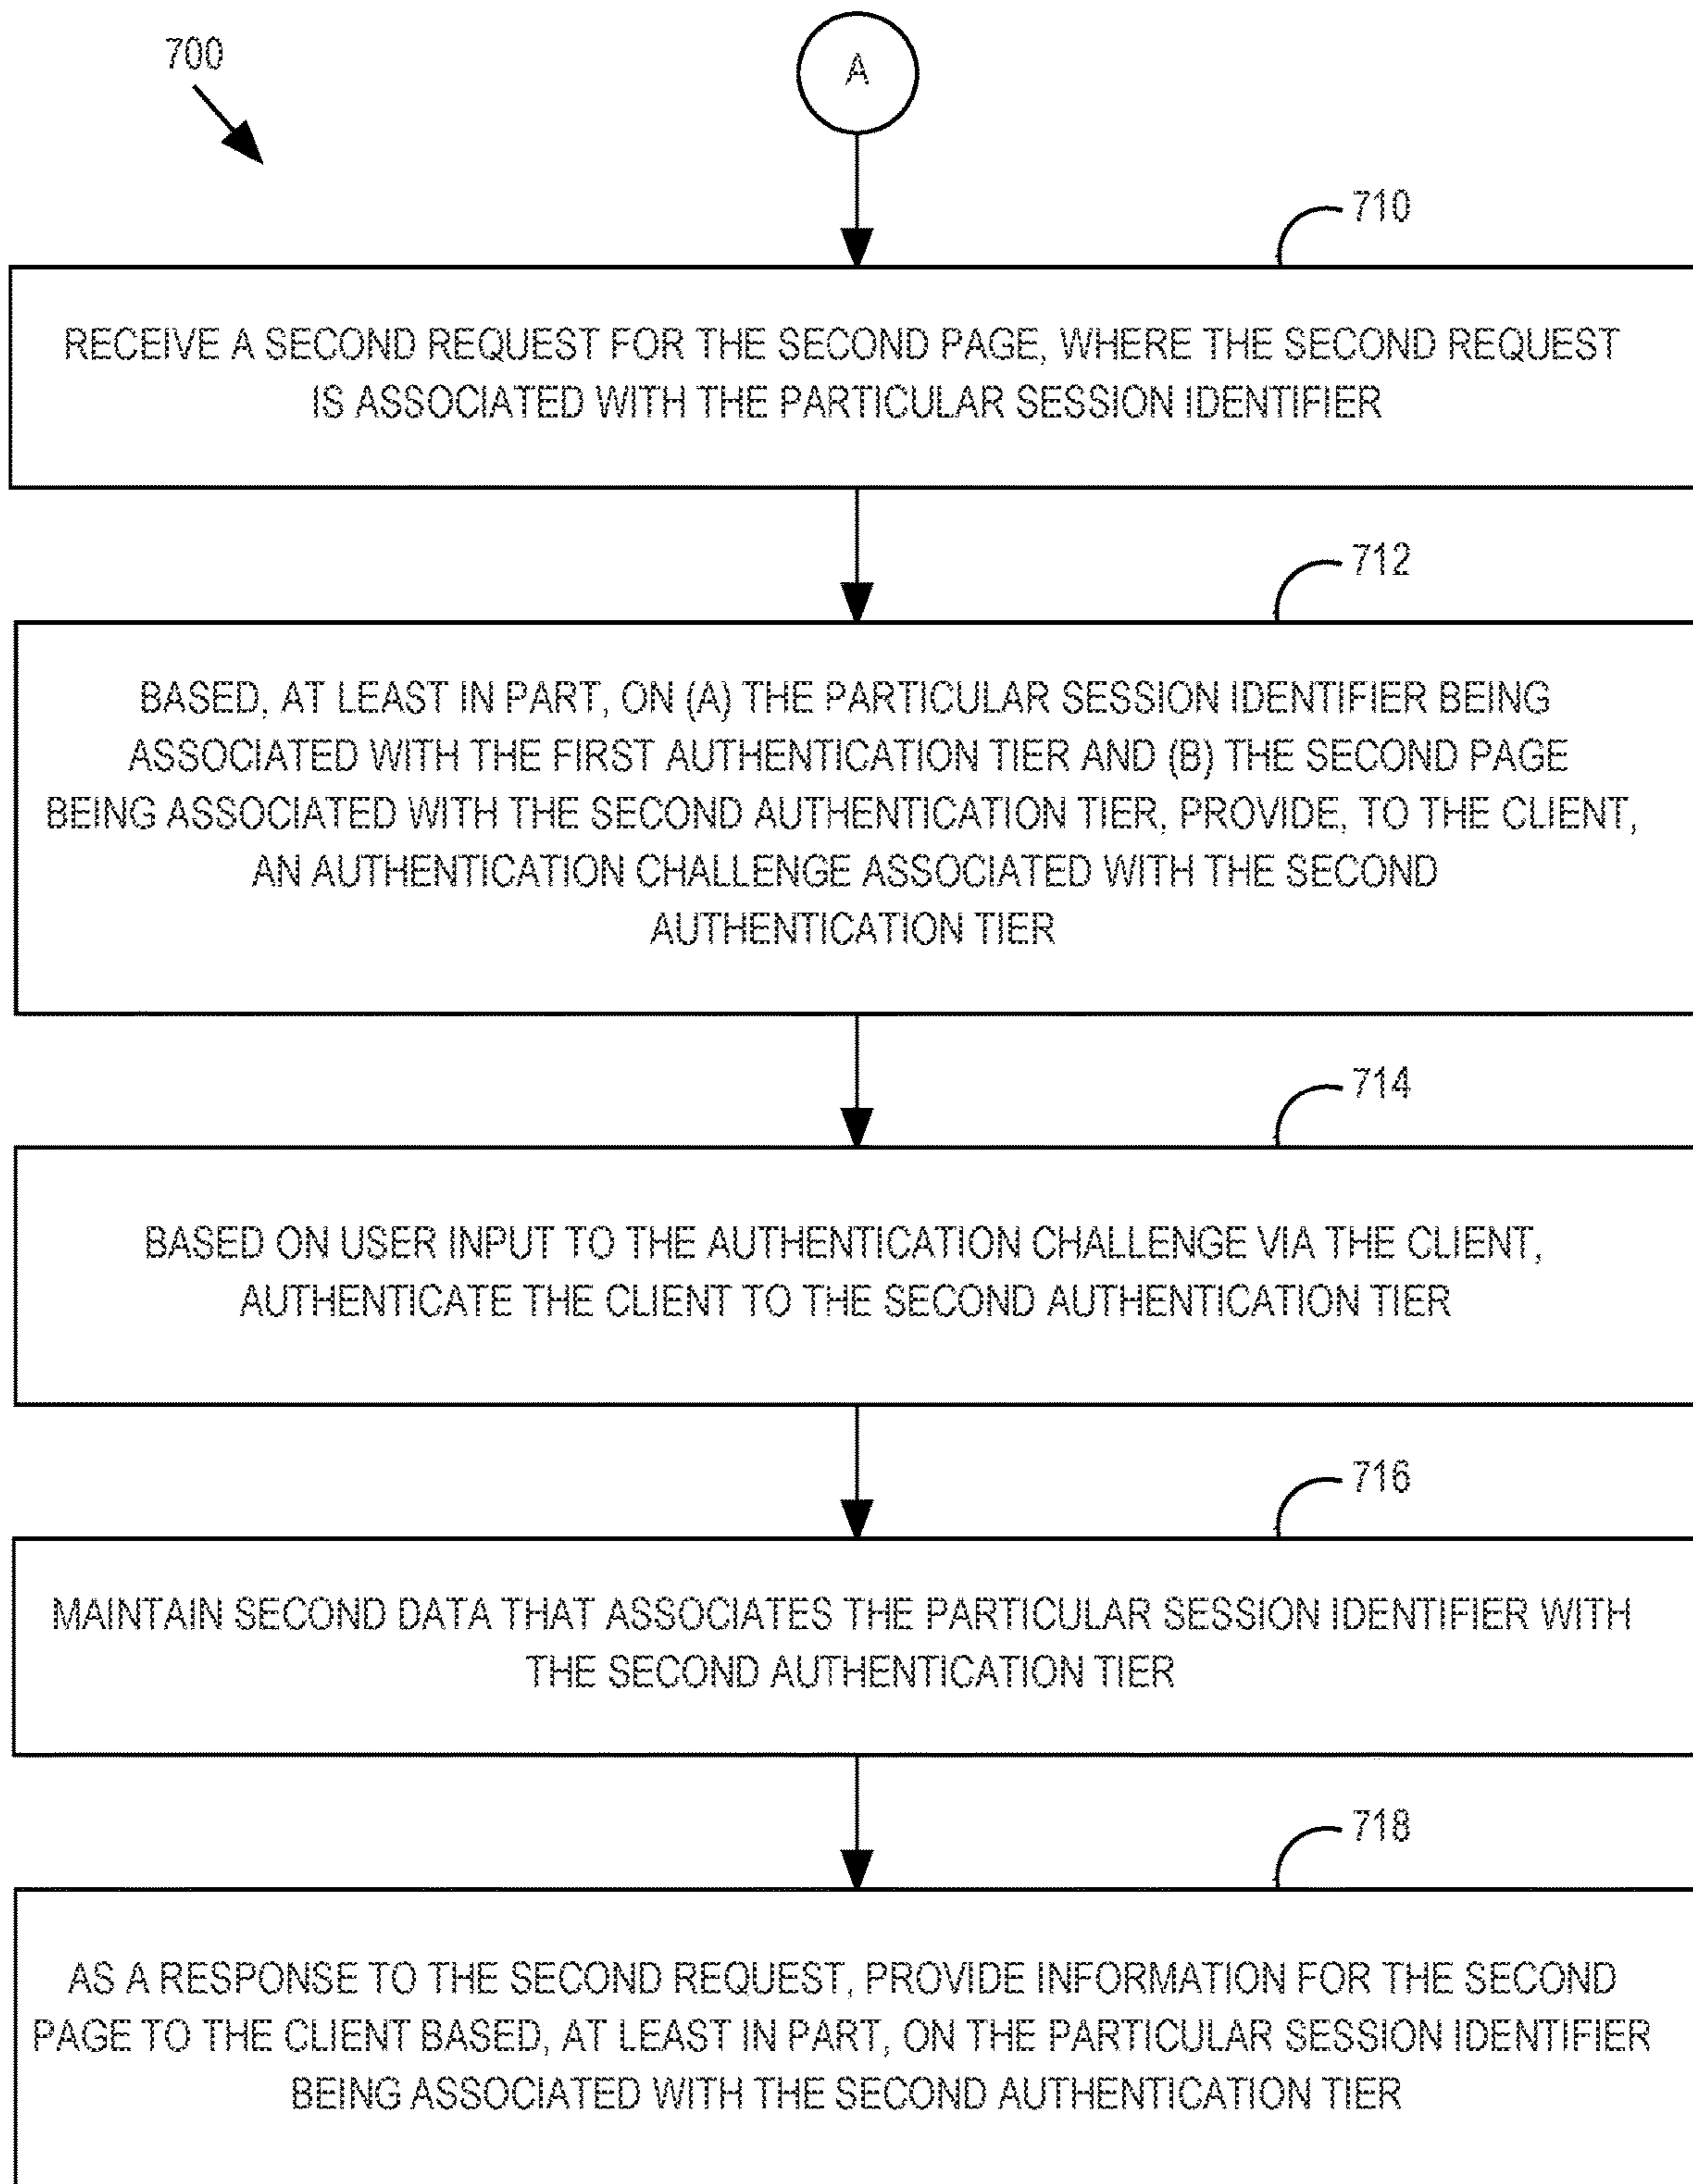 700
A
710
RECEIVE A SECOND REQUEST FOR THE SECOND PAGE, WHERE THE SECOND REQUEST
IS ASSOCIATED WITH THE PARTICULAR SESSION IDENTIFIER
712
BASED, AT LEAST IN PART, ON (A) THE PARTICULAR SESSION IDENTIFIER BEING
ASSOCIATED WITH THE FIRST AUTHENTICATION TIER AND (B) THE SECOND PAGE
BEING ASSOCIATED WITH THE SECOND AUTHENTICATION TIER, PROVIDE, TO THE CLIENT,
AN AUTHENTICATION CHALLENGE ASSOCIATED WITH THE SECOND
AUTHENTICATION TIER
714
BASED ON USER INPUT TO THE AUTHENTICATION CHALLENGE VIA THE CLIENT,
AUTHENTICATE THE CLIENT TO THE SECOND AUTHENTICATION TIER
716
MAINTAIN SECOND DATA THAT ASSOCIATES THE PARTICULAR SESSION IDENTIFIER WITH
THE SECOND AUTHENTICATION TIER
718
AS A RESPONSE TO THE SECOND REQUEST, PROVIDE INFORMATION FOR THE SECOND
PAGE TO THE CLIENT BASED, AT LEAST IN PART, ON THE PARTICULAR SESSION IDENTIFIER
BEING ASSOCIATED WITH THE SECOND AUTHENTICATION TIER